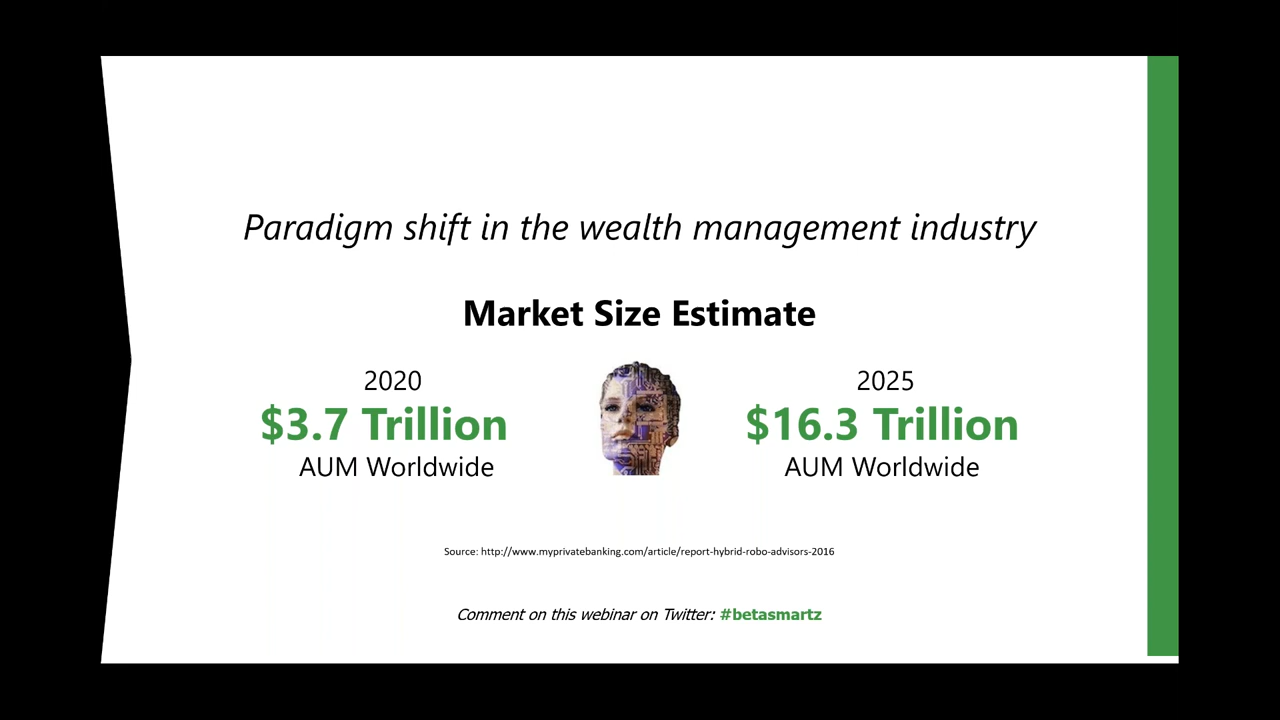 Paradigm shift in the wealth management industry
Market Size Estimate
2020
$3.7 Trillion
AUM Worldwide
2025
$16.3 Trillion
AUM Worldwide
Source: http://www.myprivatebanking.com/article/report-hybrid-robo-advisors-2016
Comment on this webinar on Twitter: #betasmartz